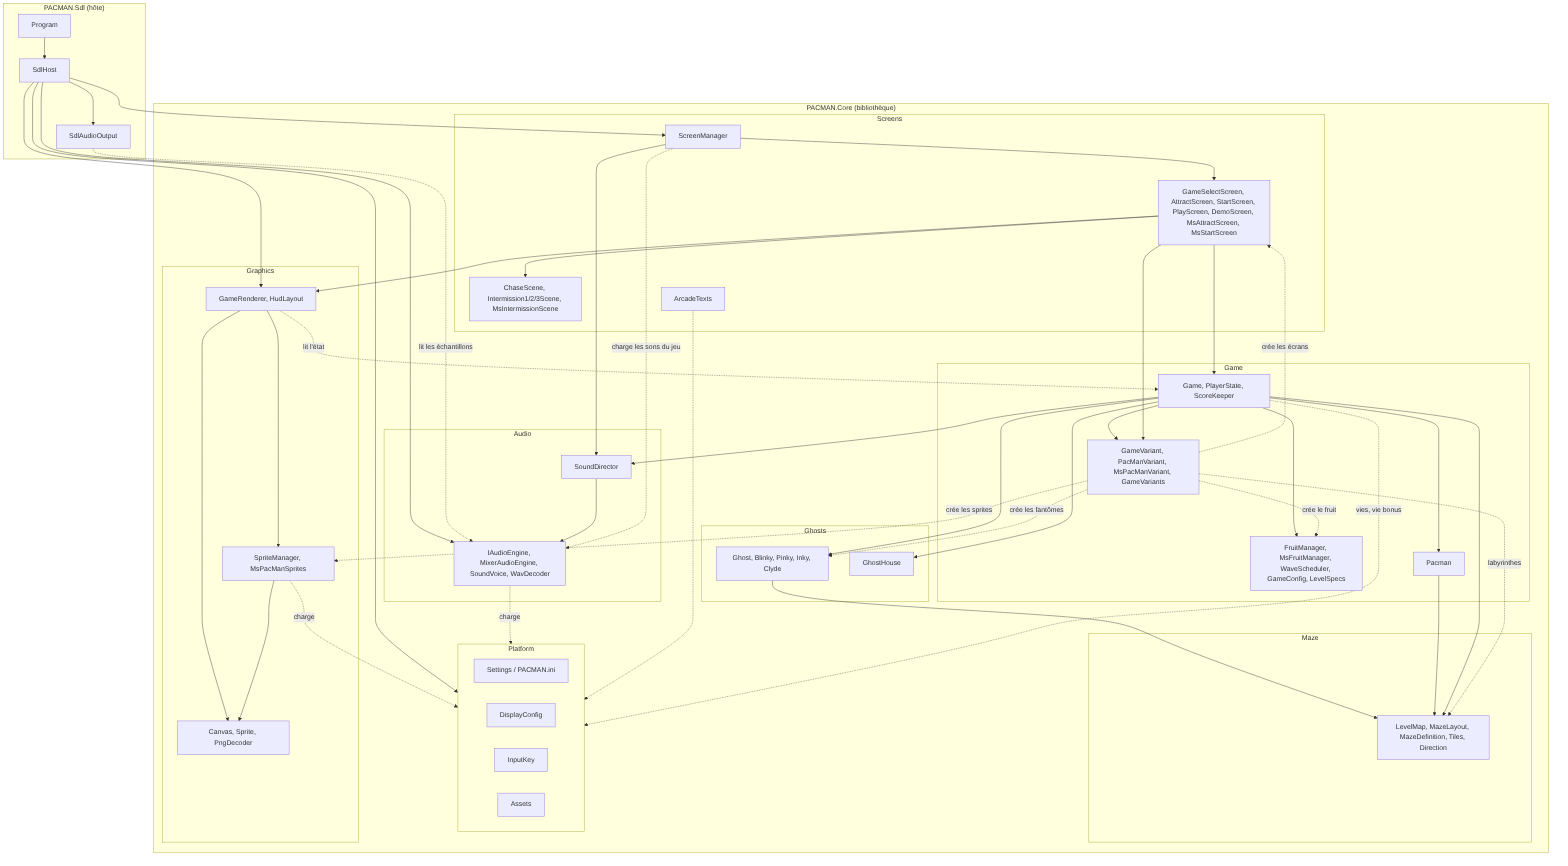 PACMAN.Sdl (hôte)
Program
SdlHost
SdlAudioOutput
PACMAN.Core (bibliothèque)
Screens
ScreenManager
GameSelectScreen,
AttractScreen, StartScreen,
PlayScreen, DemoScreen,
MsAttractScreen,
MsStartScreen
ChaseScene,
Intermission1/2/3Scene,
MsIntermissionScene
ArcadeTexts
Graphics
GameRenderer, HudLayout
lit l'état
lit les échantillons
charge les sons du jeu
crée les écrans
Game
Game, PlayerState,
ScoreKeeper
Audio
SoundDirector
GameVariant,
PacManVariant,
MsPacManVariant,
GameVariants
crée les sprites
crée les fantômes
crée le fruit
vies, vie bonus
labyrinthes
Ghosts
SpriteManager,
MsPacManSprites
IAudioEngine,
MixerAudioEngine,
SoundVoice, WavDecoder
Ghost, Blinky, Pinky, Inky,
Clyde
GhostHouse
FruitManager,
MsFruitManager,
WaveScheduler,
GameConfig, LevelSpecs
Pacman
charge
charge
Platform
Settings / PACMAN.ini
DisplayConfig
InputKey
Assets
Maze
Canvas, Sprite,
PngDecoder
LevelMap, MazeLayout,
MazeDefinition, Tiles,
Direction